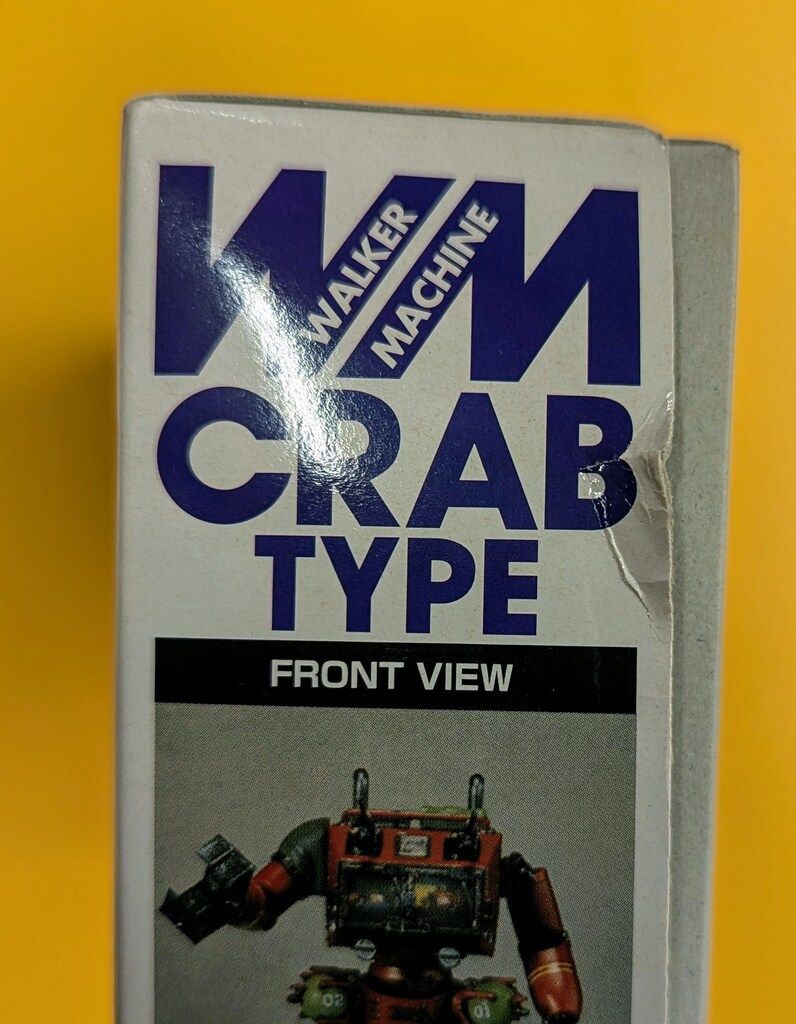 WM
WALKER
MACHINE
CRAB
TYPE
FRONT VIEW
02
01